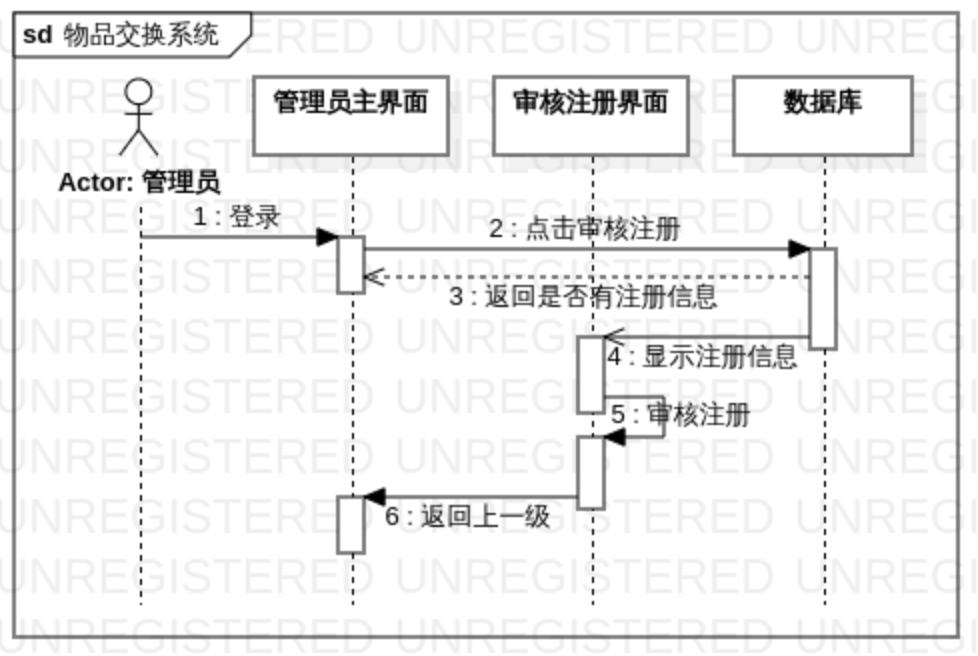 sd 物品交换系统
管理员主界面
审核注册界面
数据库
Actor: 管理员
1 : 登录
2 : 点击审核注册
3 : 返回是否有注册信息
4 : 显示注册信息
5 : 审核注册
6 : 返回上一级
UNREGISTERED